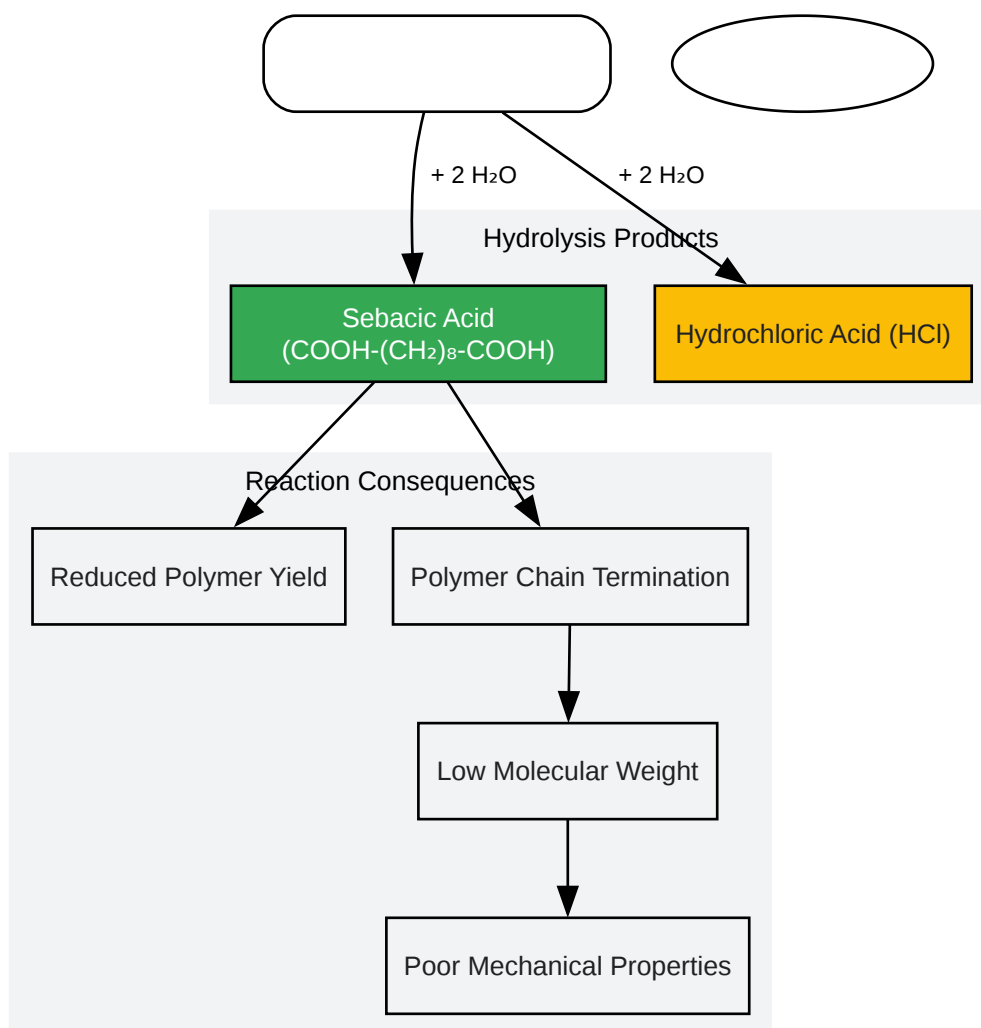 + 2 H₂O
+ 2 H₂O
Hydrolysis Products
Sebacic Acid
(COOH-(CH₂)₈-COOH)
Hydrochloric Acid (HCl)
Reaction Consequences
Reduced Polymer Yield
Polymer Chain Termination
Low Molecular Weight
Poor Mechanical Properties